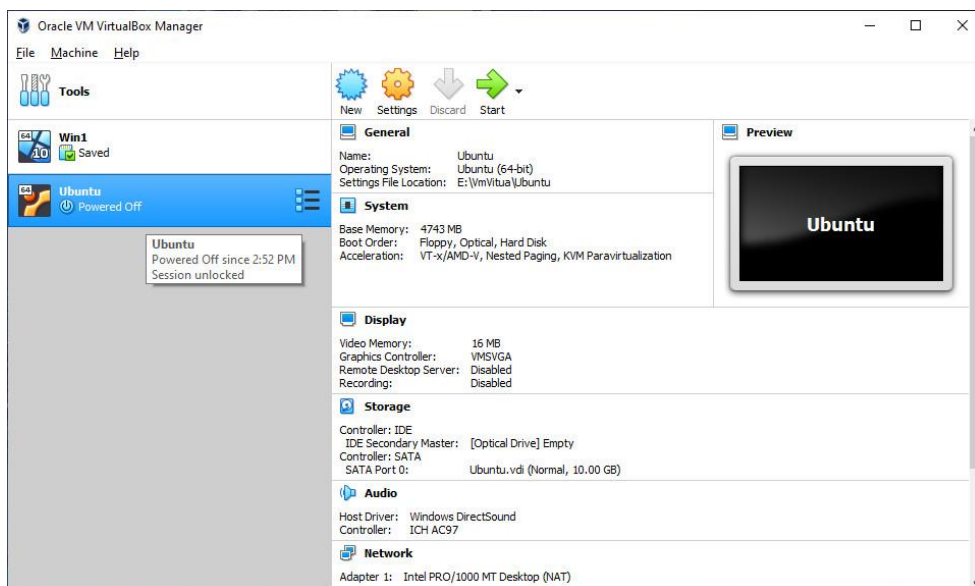 Oracle VM VirtualBox Manager
File Machine Help
Tools
New Settings Discard Start
64 10 Win1
Saved
64 Ubuntu
Powered Off
Ubuntu
Powered Off since 2:52 PM
Session unlocked
General
Name: Ubuntu
Operating System: Ubuntu (64-bit)
Settings File Location: E:\VmVitua\Ubuntu
System
Base Memory: 4743 MB
Boot Order: Floppy, Optical, Hard Disk
Acceleration: VT-x/AMD-V, Nested Paging, KVM Paravirtualization
Preview
Ubuntu
Display
Video Memory: 16 MB
Graphics Controller: VMSVGA
Remote Desktop Server: Disabled
Recording: Disabled
Storage
Controller: IDE
IDE Secondary Master: [Optical Drive] Empty
Controller: SATA
SATA Port 0: Ubuntu.vdi (Normal, 10.00 GB)
Audio
Host Driver: Windows DirectSound
Controller: ICH AC97
Network
Adapter 1: Intel PRO/1000 MT Desktop (NAT)